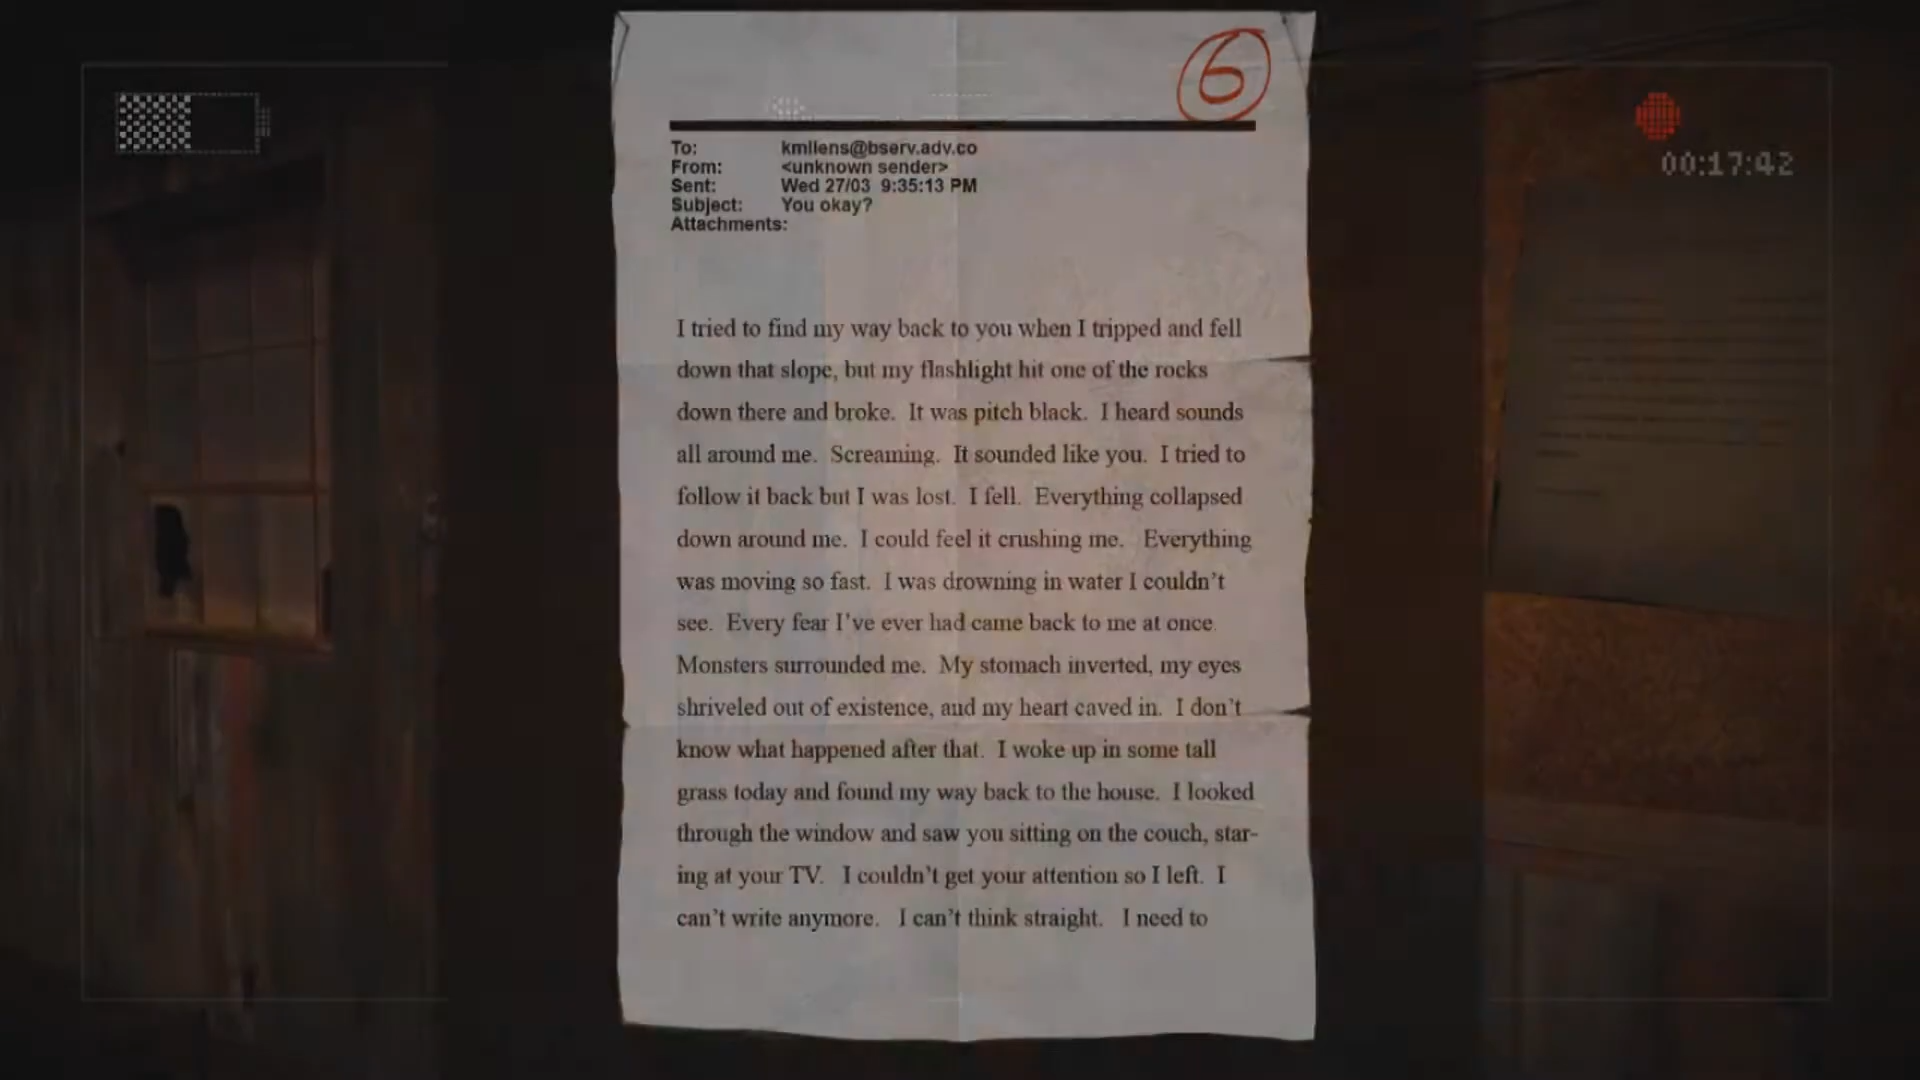 6
00:17:42
To: kmllens@bserv.adv.co
From: <unknown sender>
Sent: Wed 27/03 9:35:13 PM
Subject: You okay?
Attachments:
I tried to find my way back to you when I tripped and fell
down that slope, but my flashlight hit one of the rocks
down there and broke. It was pitch black. I heard sounds
all around me. Screaming. It sounded like you. I tried to
follow it back but I was lost. I fell. Everything collapsed
down around me. I could feel it crushing me. Everything
was moving so fast. I was drowning in water I couldn't
see. Every fear I've ever had came back to me at once.
Monsters surrounded me. My stomach inverted, my eyes
shriveled out of existence, and my heart caved in. I don't
know what happened after that. I woke up in some tall
grass today and found my way back to the house. I looked
through the window and saw you sitting on the couch, star-
ing at your TV. I couldn't get your attention so I left. I
can't write anymore. I can't think straight. I need to